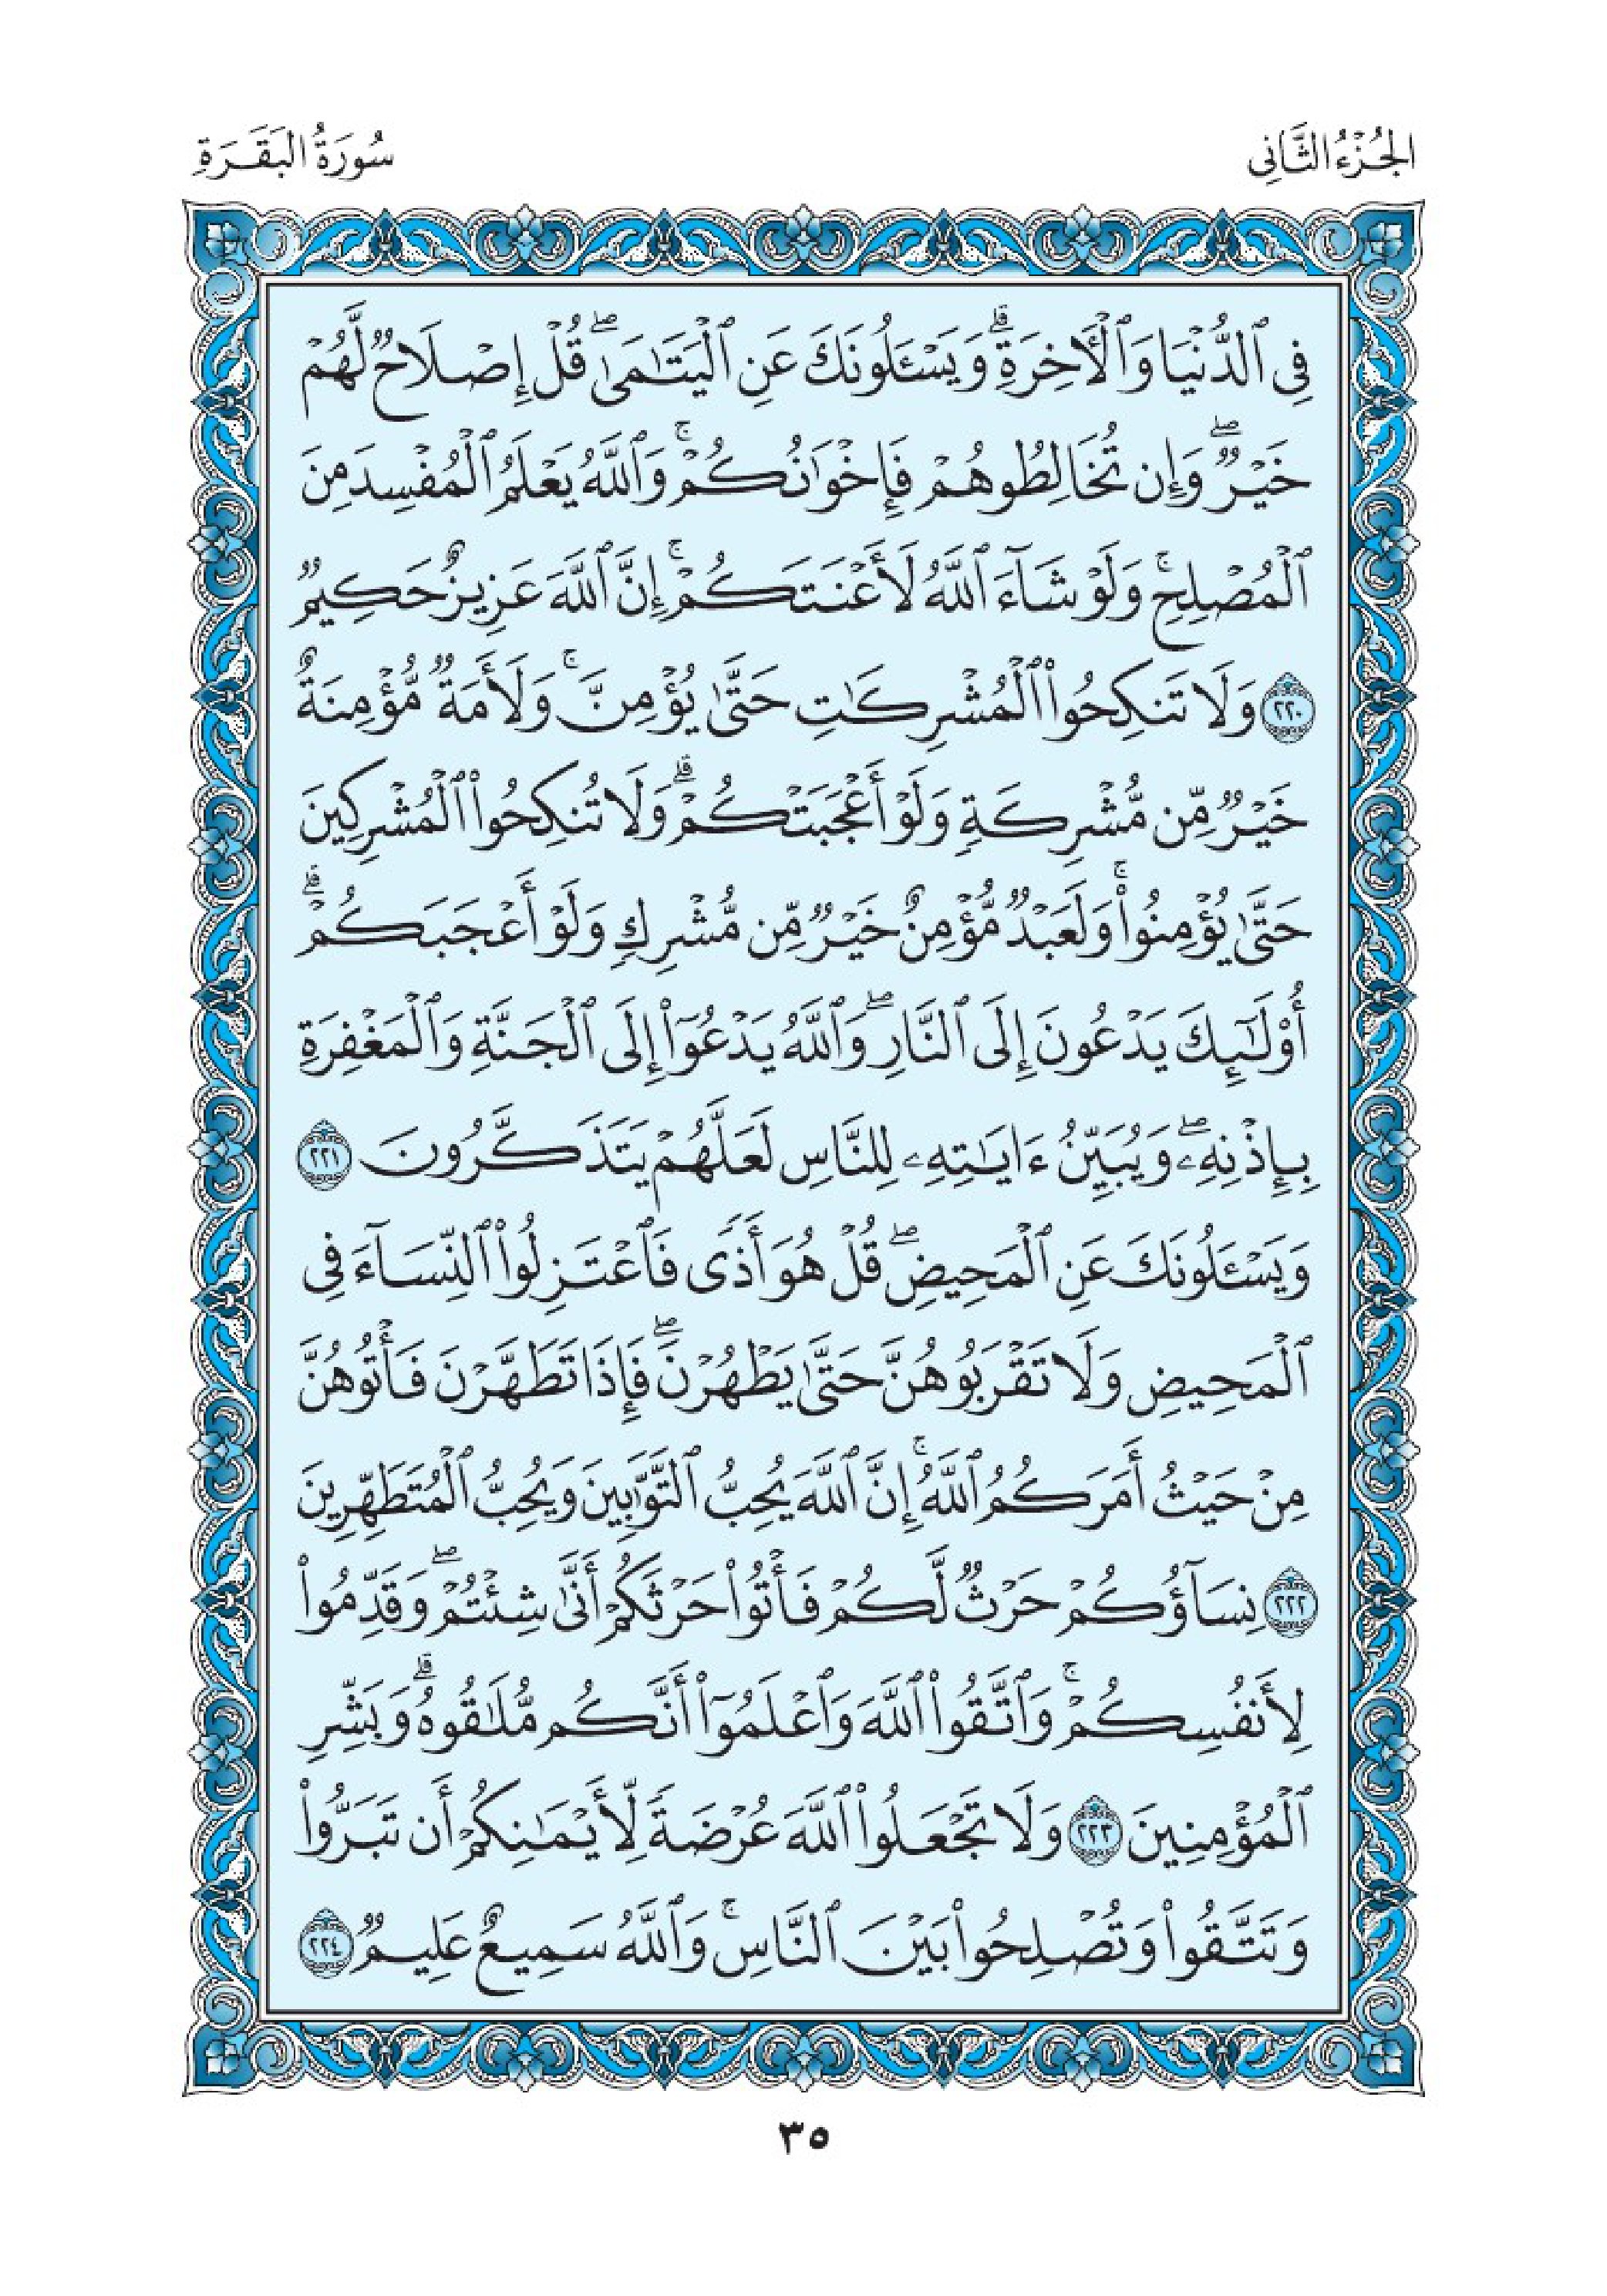 الجُزْءُ الثَّانِى
سُورَةُ البَقَرَةِ
فِى ٱلدُّنْيَا وَٱلْأَخِرَةِۗ وَيَسْـَٔلُونَكَ عَنِ ٱلْيَتَـٰمَىٰۖ قُلْ إِصْلَاحٌ لَّهُمْ
خَيْرٌۖ وَإِن تُخَالِطُوهُمْ فَإِخْوَٰنُكُمْۚ وَٱللَّهُ يَعْلَمُ ٱلْمُفْسِدَ مِنَ
ٱلْمُصْلِحِۚ وَلَوْ شَآءَ ٱللَّهُ لَأَعْنَتَكُمْۚ إِنَّ ٱللَّهَ عَزِيزٌ حَكِيمٌ
٢٢٠ وَلَا تَنكِحُوا۟ ٱلْمُشْرِكَـٰتِ حَتَّىٰ يُؤْمِنَّۚ وَلَأَمَةٌ مُّؤْمِنَةٌ
خَيْرٌ مِّن مُّشْرِكَةٍ وَلَوْ أَعْجَبَتْكُمْۗ وَلَا تُنكِحُوا۟ ٱلْمُشْرِكِينَ
حَتَّىٰ يُؤْمِنُوا۟ۚ وَلَعَبْدٌ مُّؤْمِنٌ خَيْرٌ مِّن مُّشْرِكٍ وَلَوْ أَعْجَبَكُمْۗ
أُو۟لَـٰٓئِكَ يَدْعُونَ إِلَى ٱلنَّارِۖ وَٱللَّهُ يَدْعُوٓا۟ إِلَى ٱلْجَنَّةِ وَٱلْمَغْفِرَةِ
بِإِذْنِهِۦۖ وَيُبَيِّنُ ءَايَـٰتِهِۦ لِلنَّاسِ لَعَلَّهُمْ يَتَذَكَّرُونَ ٢٢١
وَيَسْـَٔلُونَكَ عَنِ ٱلْمَحِيضِۖ قُلْ هُوَ أَذًى فَٱعْتَزِلُوا۟ ٱلنِّسَآءَ فِى
ٱلْمَحِيضِ وَلَا تَقْرَبُوهُنَّ حَتَّىٰ يَطْهُرْنَۖ فَإِذَا تَطَهَّرْنَ فَأْتُوهُنَّ
مِنْ حَيْثُ أَمَرَكُمُ ٱللَّهُۚ إِنَّ ٱللَّهَ يُحِبُّ ٱلتَّوَّٰبِينَ وَيُحِبُّ ٱلْمُتَطَهِّرِينَ
٢٢٢ نِسَآؤُكُمْ حَرْثٌ لَّكُمْ فَأْتُوا۟ حَرْثَكُمْ أَنَّىٰ شِئْتُمْۖ وَقَدِّمُوا۟
لِأَنفُسِكُمْۚ وَٱتَّقُوا۟ ٱللَّهَ وَٱعْلَمُوٓا۟ أَنَّكُم مُّلَـٰقُوهُۗ وَبَشِّرِ
ٱلْمُؤْمِنِينَ ٢٢٣ وَلَا تَجْعَلُوا۟ ٱللَّهَ عُرْضَةً لِّأَيْمَـٰنِكُمْ أَن تَبَرُّوا۟
وَتَتَّقُوا۟ وَتُصْلِحُوا۟ بَيْنَ ٱلنَّاسِۚ وَٱللَّهُ سَمِيعٌ عَلِيمٌ ٢٢٤
٣٥